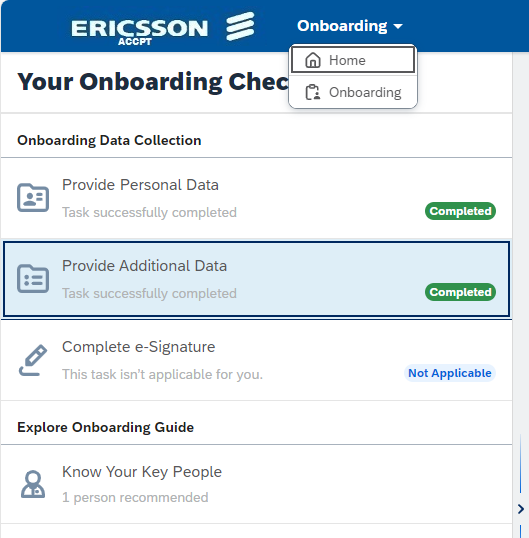 ERICSSON
ACCPT
Onboarding
Home
Onboarding
Your Onboarding Chec
Onboarding Data Collection
Provide Personal Data
Task successfully completed
Completed
Provide Additional Data
Task successfully completed
Completed
Complete e-Signature
This task isn't applicable for you.
Not Applicable
Explore Onboarding Guide
Know Your Key People
1 person recommended